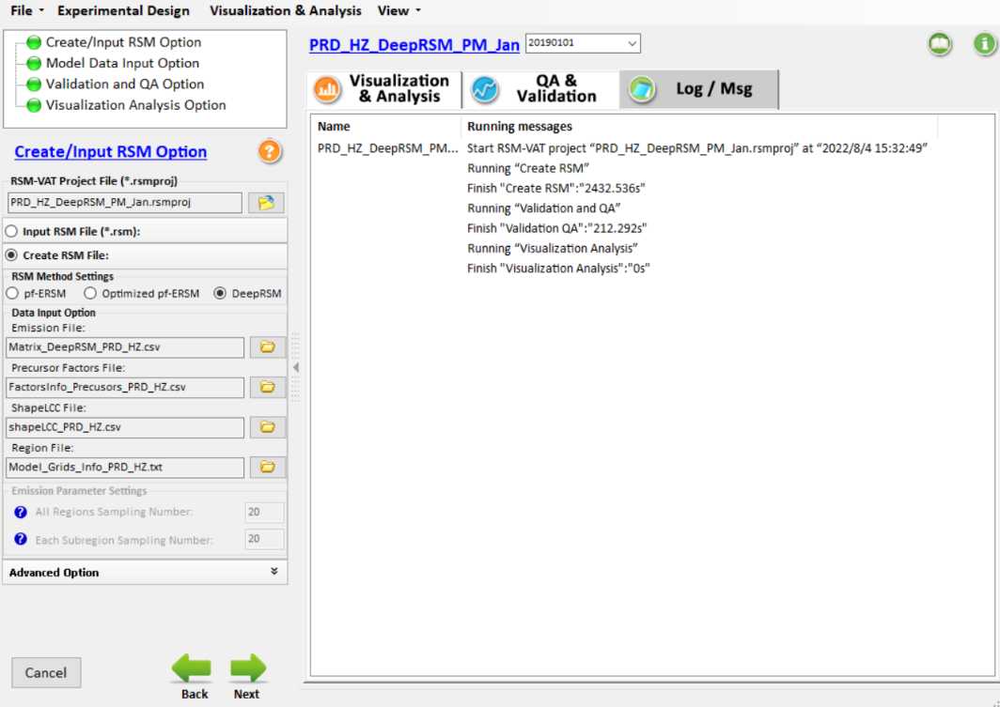 File Experimental Design Visualization & Analysis View
Create/Input RSM Option
Model Data Input Option
Validation and QA Option
Visualization Analysis Option
Create/Input RSM Option
?
RSM-VAT Project File (*.rsmproj)
PRD_HZ_DeepRSM_PM_Jan.rsmproj
Input RSM File (*.rsm):
Create RSM File:
RSM Method Settings
pf-ERSM Optimized pf-ERSM DeepRSM
Data Input Option
Emission File:
Matrix_DeepRSM_PRD_HZ.csv
Precursor Factors File:
FactorsInfo_Precusors_PRD_HZ.csv
ShapeLCC File:
shapeLCC_PRD_HZ.csv
Region File:
Model_Grids_Info_PRD_HZ.txt
Emission Parameter Settings
? All Regions Sampling Number: 20
? Each Subregion Sampling Number: 20
Advanced Option
Cancel
Back Next
PRD_HZ_DeepRSM_PM_Jan 20190101
i
Visualization
& Analysis
QA &
Validation
Log / Msg
Name Running messages
PRD_HZ_DeepRSM_PM... Start RSM-VAT project “PRD_HZ_DeepRSM_PM_Jan.rsmproj” at “2022/8/4 15:32:49”
Running “Create RSM”
Finish "Create RSM":"2432.536s"
Running “Validation and QA”
Finish "Validation QA":"212.292s"
Running “Visualization Analysis”
Finish "Visualization Analysis":"0s"